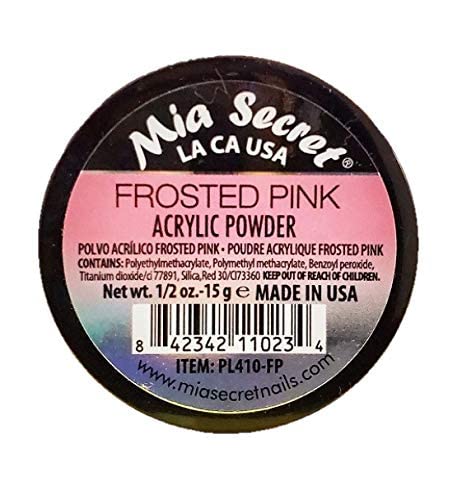 Mia Secret®
LA CA USA
FROSTED PINK
ACRYLIC POWDER
POLVO ACRÍLICO FROSTED PINK • POUDRE ACRYLIQUE FROSTED PINK
CONTAINS: Polyethylmethacrylate, Polymethyl methacrylate, Benzoyl peroxide,
Titanium dioxide/cl 77891, Silica,Red 30/CI73360 KEEP OUT OF REACH OF CHILDREN.
Net wt. 1/2 oz.-15 g e MADE IN USA
8 42342 11023 4
ITEM: PL410-FP
www.miasecretnails.com